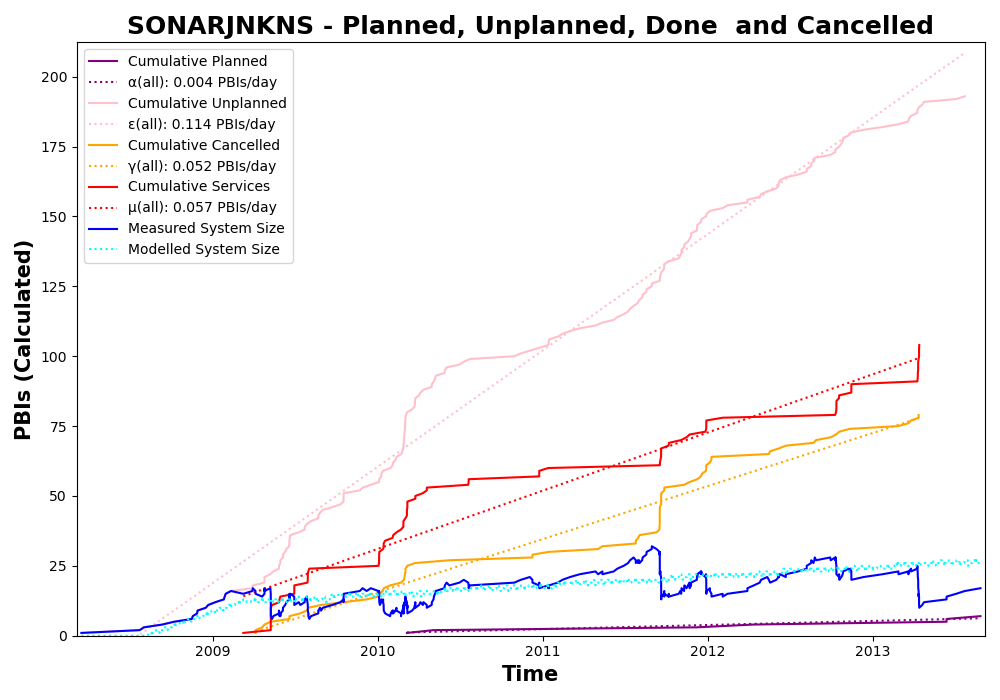 SONARJNKNS - Planned, Unplanned, Done  and Cancelled
PBIs (Calculated)
200
175
150
125
100
75
50
25
0
Cumulative Planned
α(all): 0.004 PBIs/day
Cumulative Unplanned
ε(all): 0.114 PBIs/day
Cumulative Cancelled
γ(all): 0.052 PBIs/day
Cumulative Services
μ(all): 0.057 PBIs/day
Measured System Size
Modelled System Size
2009 2010 2011 2012 2013
Time